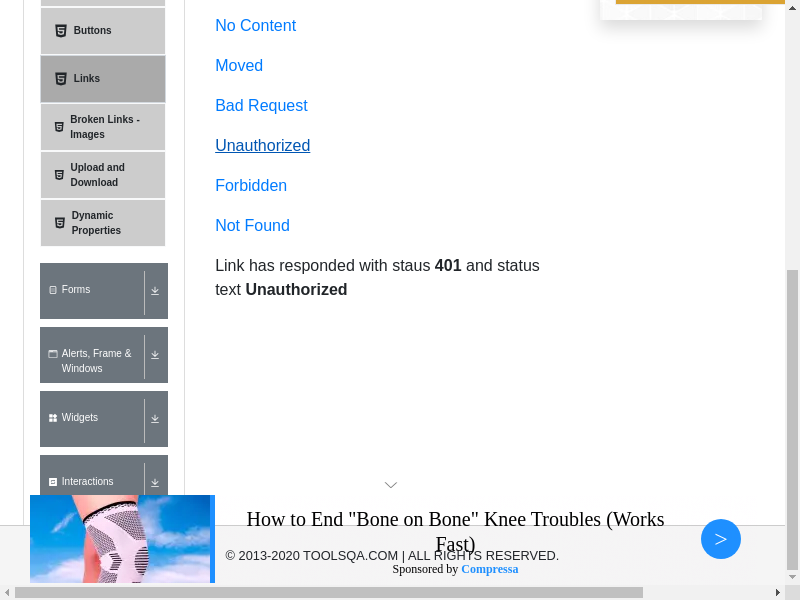 Buttons
Links
Broken Links -
Images
Upload and
Download
Dynamic
Properties
Forms
Alerts, Frame &
Windows
Widgets
Interactions
No Content
Moved
Bad Request
Unauthorized
Forbidden
Not Found
Link has responded with staus 401 and status
text Unauthorized
How to End "Bone on Bone" Knee Troubles (Works
Fast)
© 2013-2020 TOOLSQA.COM | ALL RIGHTS RESERVED.
Sponsored by Compressa
>